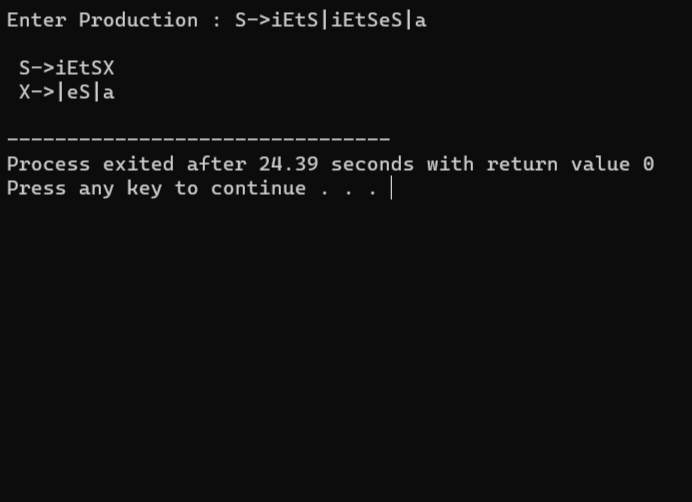 Enter Production : S->iEtS|iEtSeS|a
S->iEtSX
X->|eS|a
--------------------------------
Process exited after 24.39 seconds with return value 0
Press any key to continue . . .